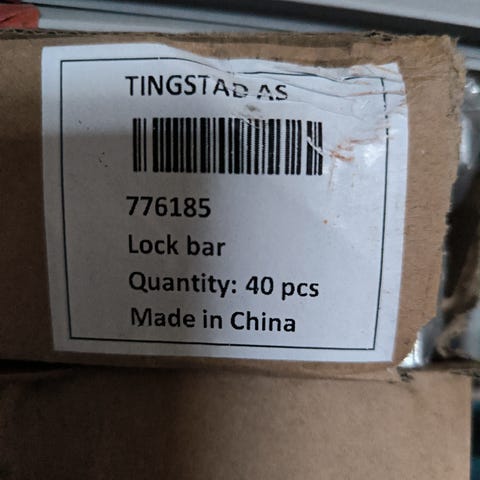 TINGSTAD AS
776185
Lock bar
Quantity: 40 pcs
Made in China